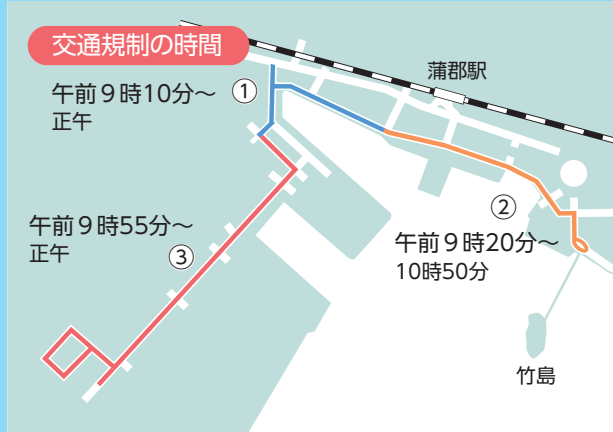 交通規制の時間
午前9時10分～
正午
①
蒲郡駅
午前9時55分～
正午
③
②
午前9時20分～
10時50分
竹島